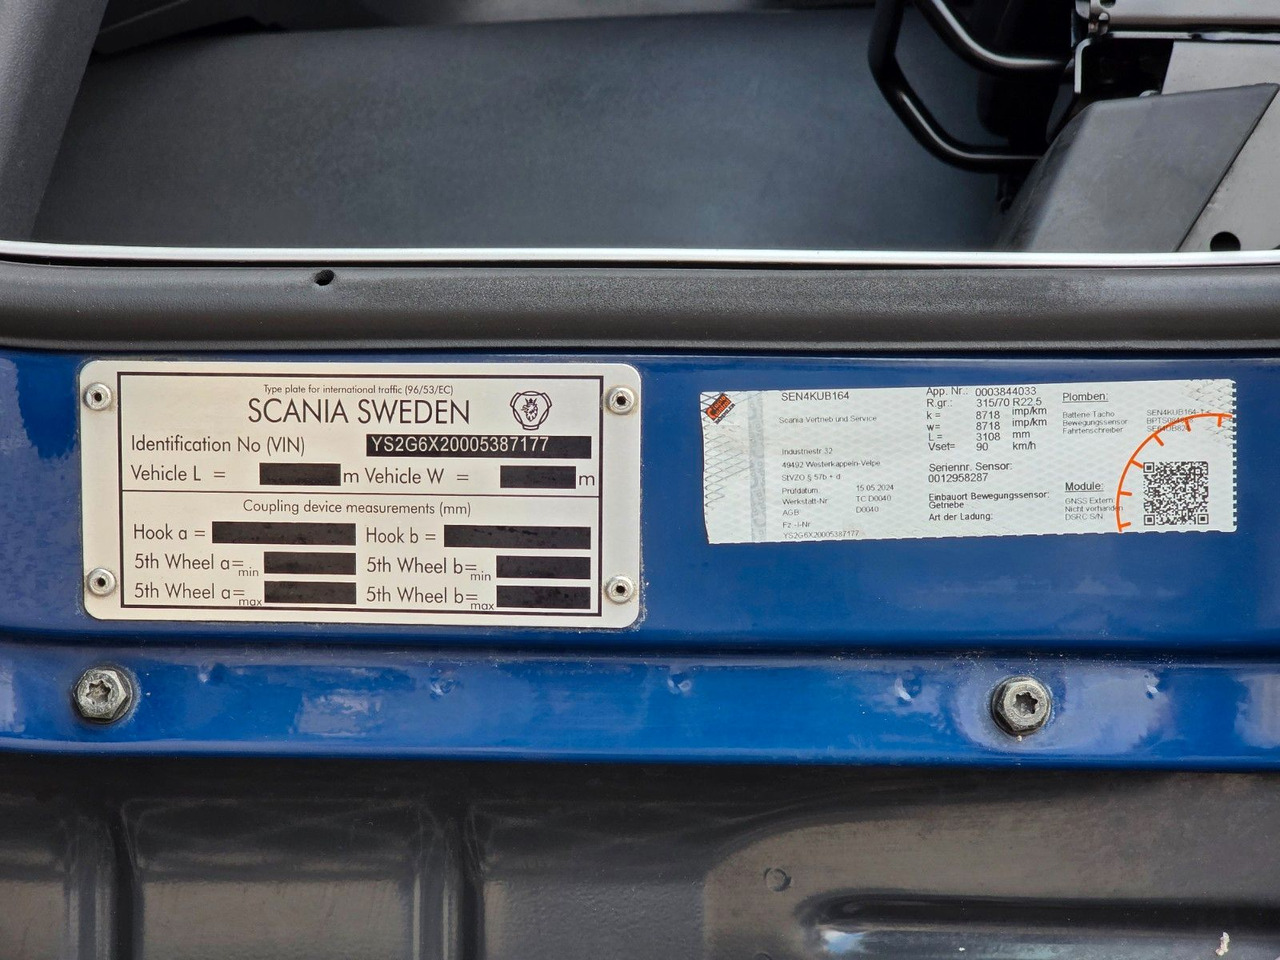 Type plate for international traffic (96/53/EC)
SCANIA SWEDEN
Identification No (VIN) YS2G6X20005387177
Vehicle L = m Vehicle W = m
Coupling device measurements (mm)
Hook a = Hook b =
5th Wheel a=min 5th Wheel b=min
5th Wheel a=max 5th Wheel b=max
SEN4KUB164
Scania Vertrieb und Service
Industriestr 32
49492 Westerkappeln-Velpe
StVZO § 57b + d
Prüfdatum 15.05.2024
Werkstatt-Nr TC D0040
AGB D0040
Fz.-I-Nr
YS2G6X20005387177
App. Nr.: 0003844033
R.gr.: 315/70 R22.5
k = 8718 imp/km
w= 8718 imp/km
L = 3108 mm
Vset= 90 km/h
Seriennr. Sensor:
0012958287
Einbauort Bewegungssensor:
Getriebe
Art der Ladung:
Plomben:
Batterie Tacho SEN4KUB164-1
Bewegungssensor
Fahrtenschreiber
Module:
GNSS Extern
Nicht vorhanden
DSRC S/N